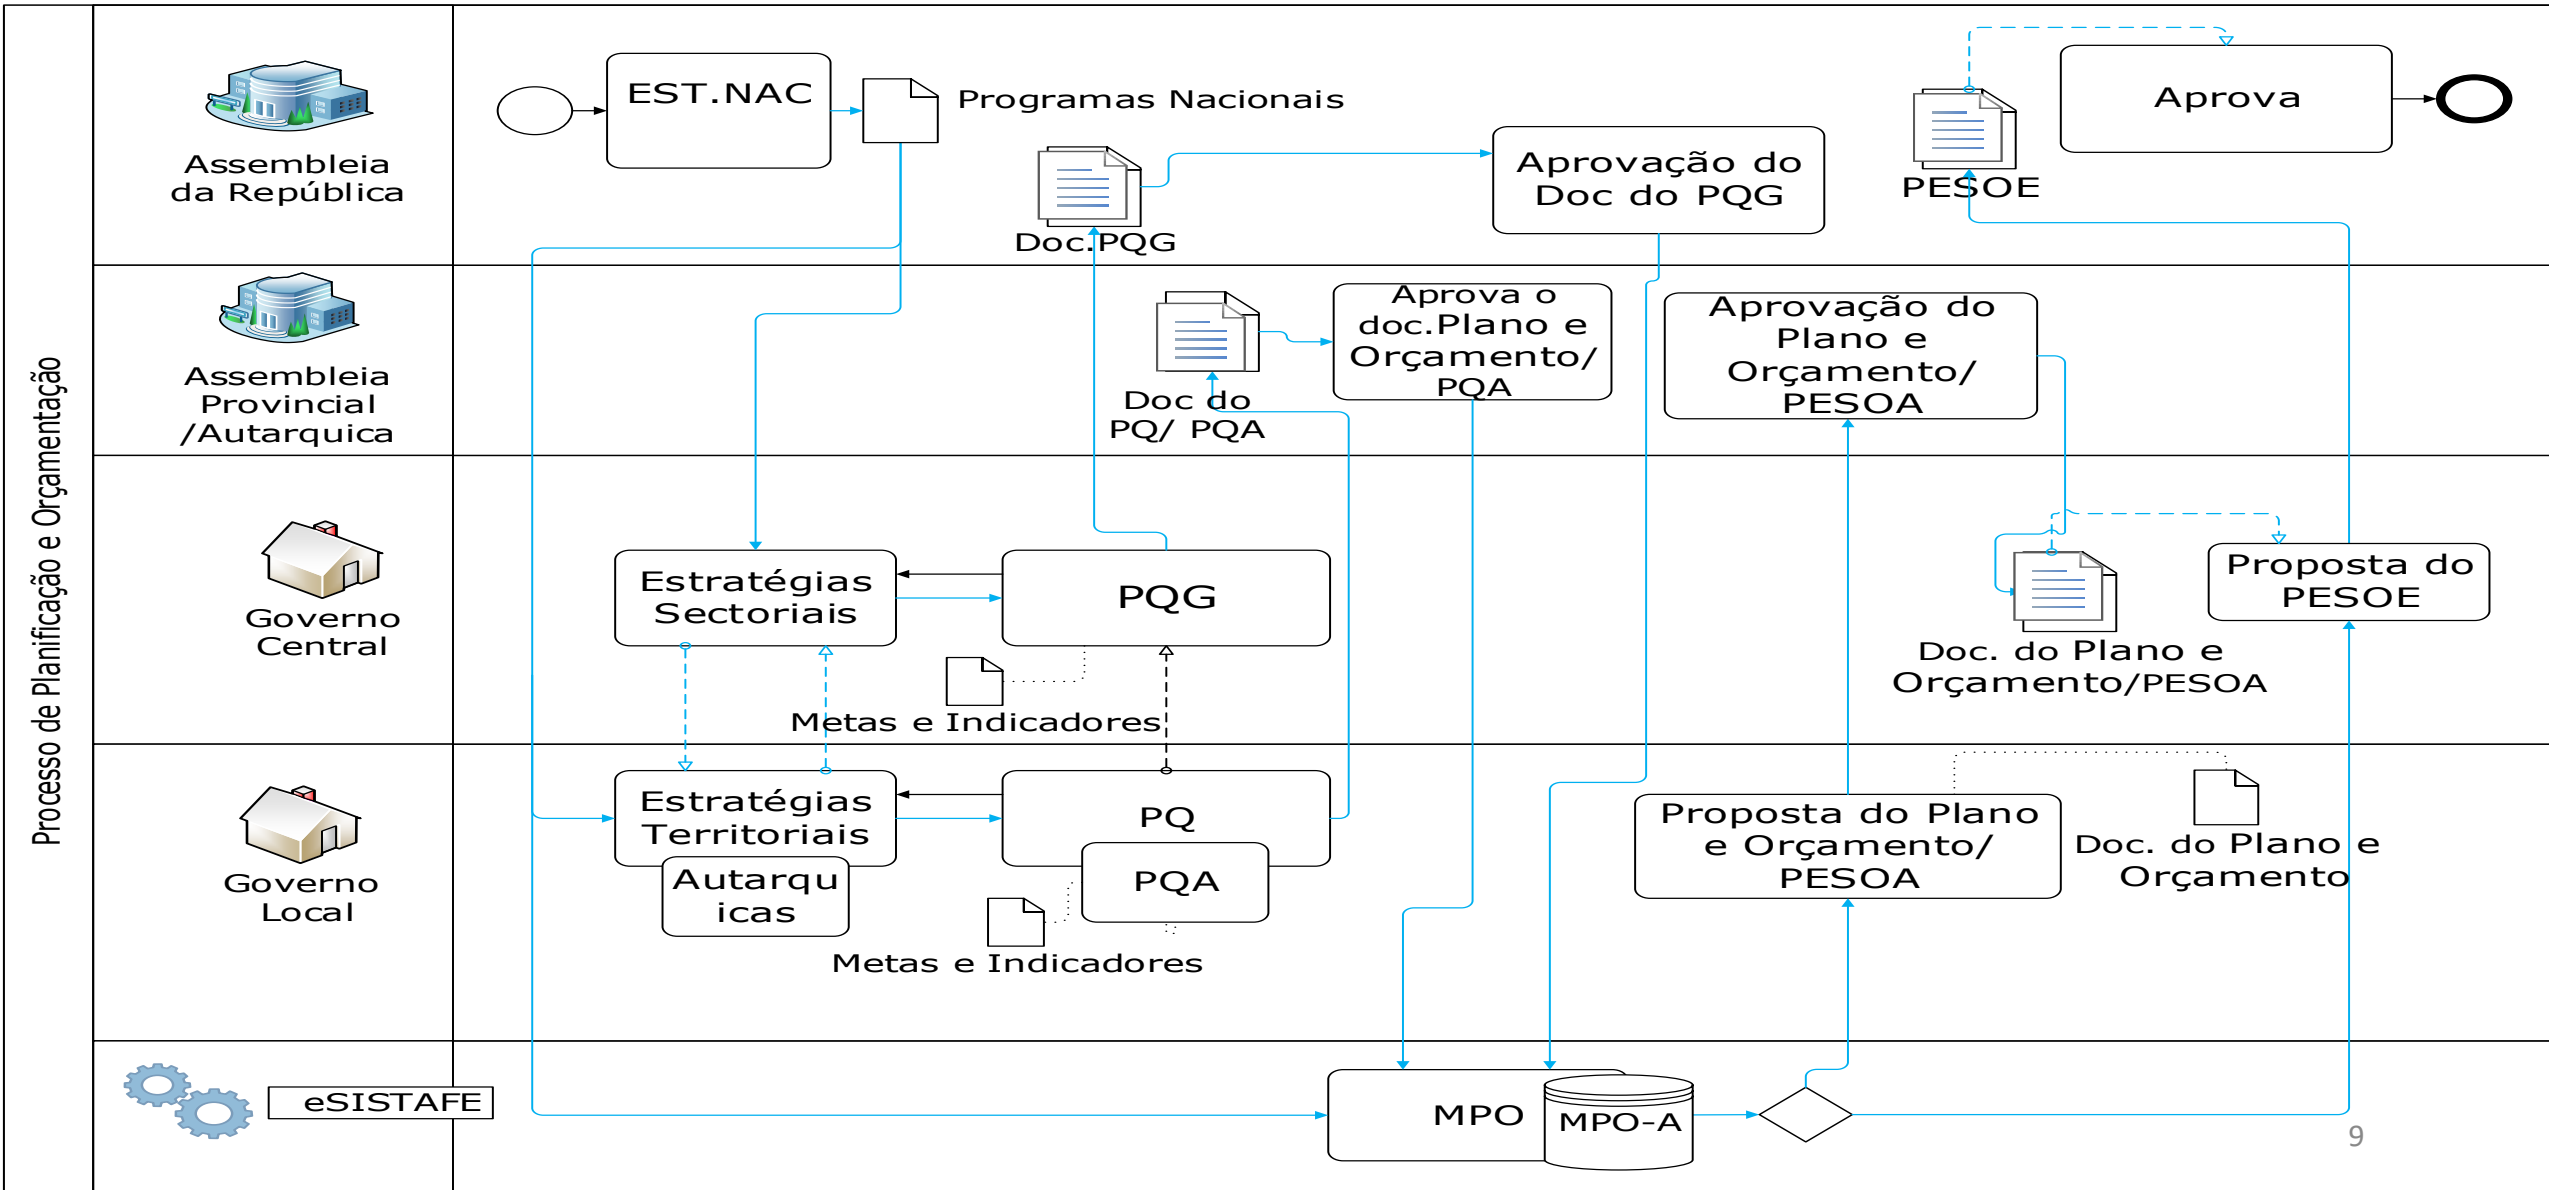 Processo de Planificação e Orçamentação
Assembleia
da República
EST.NAC
Programas Nacionais
Doc.PQG
Aprovação do
Doc do PQG
PESOE
Aprova
Assembleia
Provincial
/Autarquica
Doc do
PQ/ PQA
Aprova o
doc.Plano e
Orçamento/
PQA
Aprovação do
Plano e
Orçamento/
PESOA
Governo
Central
Estratégias
Sectoriais
PQG
Metas e Indicadores
Doc. do Plano e
Orçamento/PESOA
Proposta do
PESOE
Governo
Local
Estratégias
Territoriais
Autarqu
icas
PQ
PQA
Metas e Indicadores
Proposta do Plano
e Orçamento/
PESOA
Doc. do Plano e
Orçamento
eSISTAFE
MPO
MPO-A
9